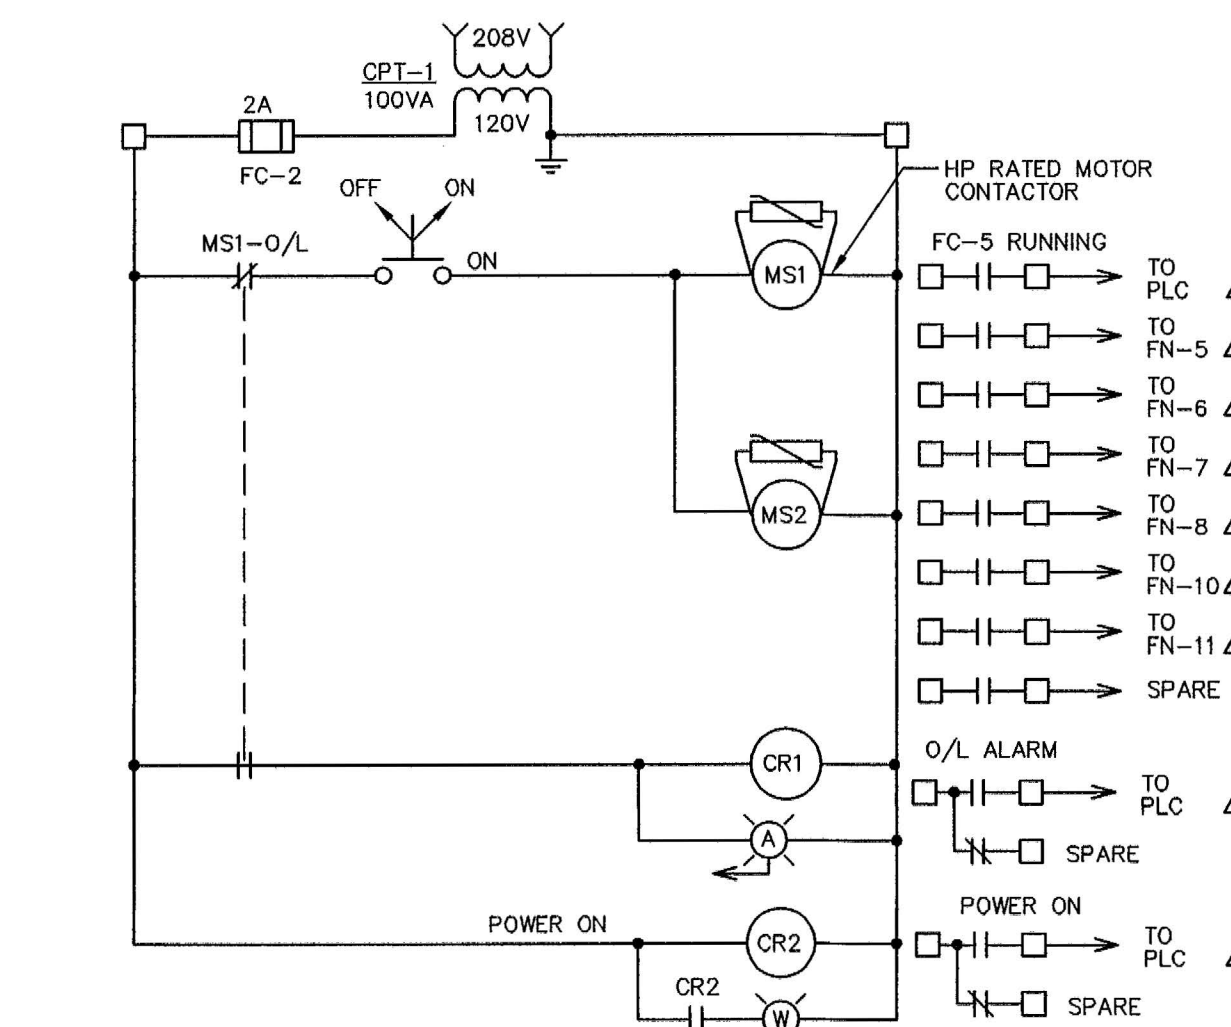 208V
CPT-1
100VA
120V
2A
FC-2
OFF
ON
HP RATED MOTOR
CONTACTOR
MS1-O/L
ON
MS1
FC-5 RUNNING
TO
PLC
TO
FN-5
TO
FN-6
TO
FN-7
MS2
TO
FN-8
TO
FN-10
TO
FN-11
SPARE
CR1
O/L ALARM
TO
PLC
A
SPARE
POWER ON
CR2
POWER ON
TO
PLC
CR2
W
SPARE